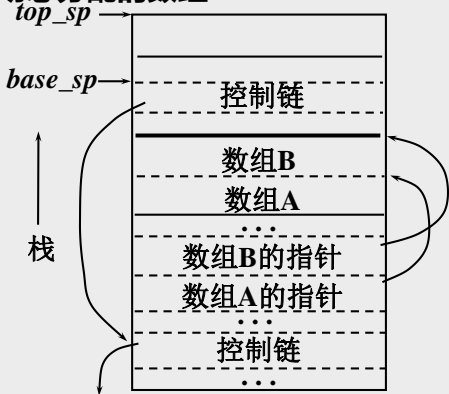 top_sp
base_sp
控制链
数组B
数组A
...
栈
数组B的指针
数组A的指针
...
控制链
...